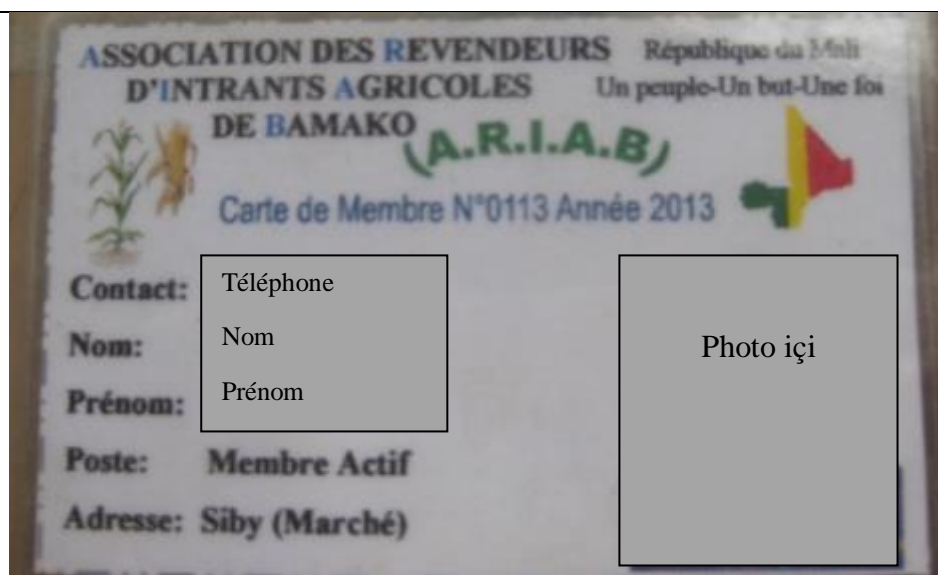 ASSOCIATION DES REVENDEURS
D'INTRANTS AGRICOLES
DE BAMAKO
République du Mali
Un peuple-Un but-Une foi
(A.R.I.A.B)
Carte de Membre N°0113 Année 2013
Contact: Téléphone
Nom: Nom
Prénom: Prénom
Photo içi
Poste: Membre Actif
Adresse: Siby (Marché)